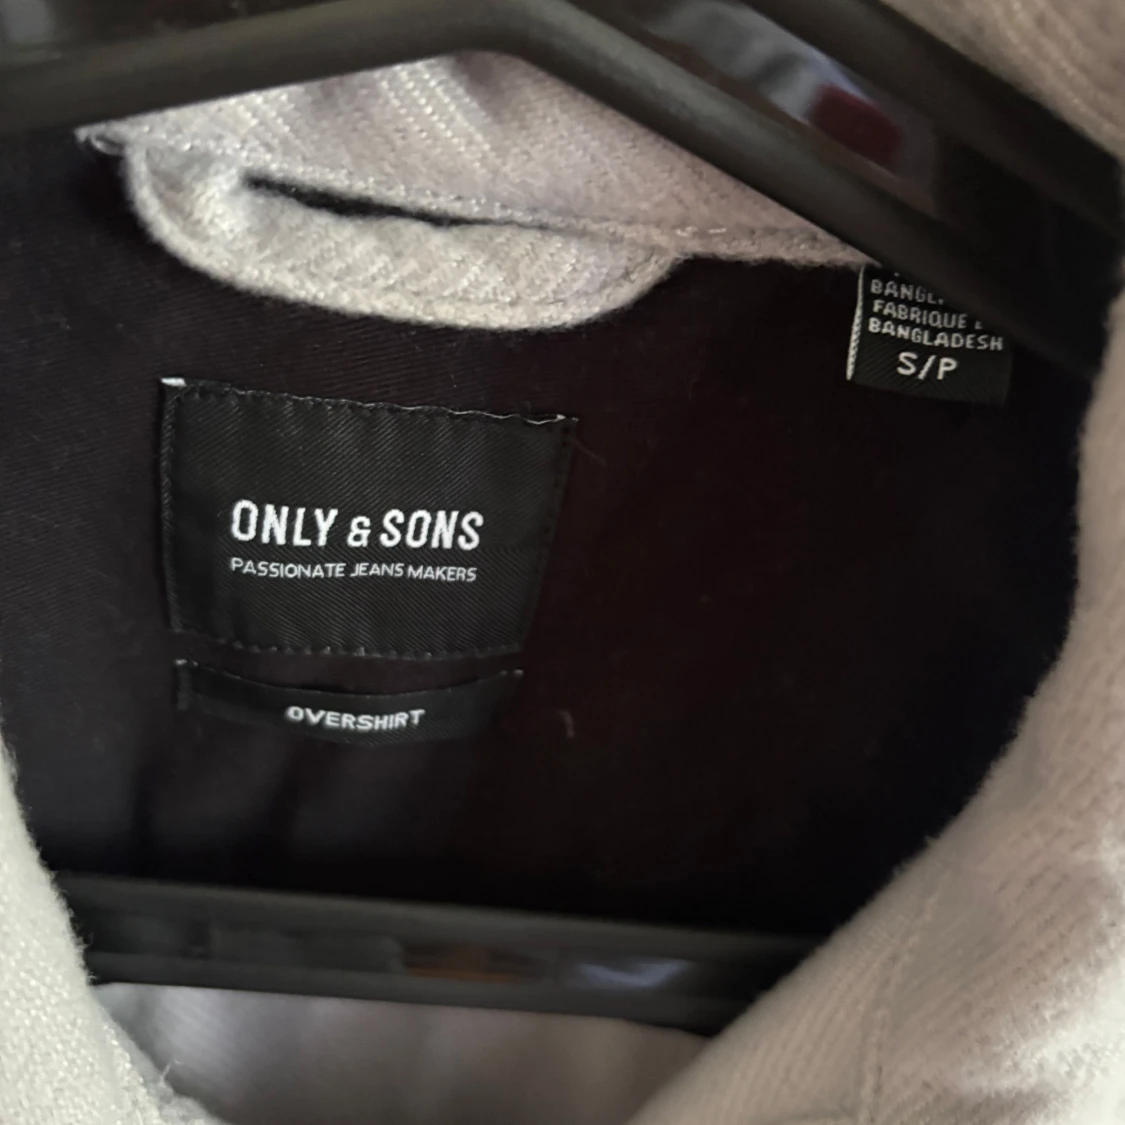 ONLY & SONS
PASSIONATE JEANS MAKERS
OVERSHIRT
FABRIQUE
BANGLADESH
S/P